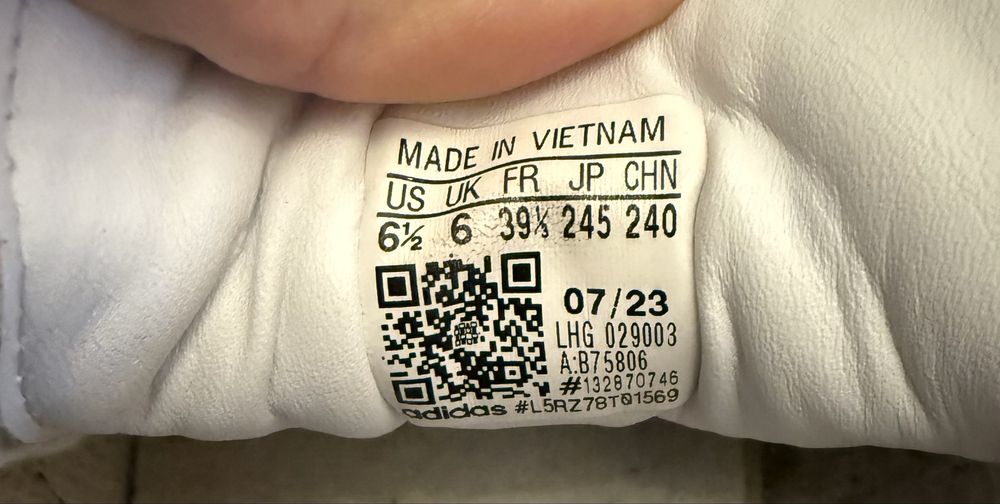 MADE IN VIETNAM
US UK FR JP CHN
6½ 6 39⅓ 245 240
07/23
LHG 029003
A:B75806
#132870746
adidas #L5RZ78T01569